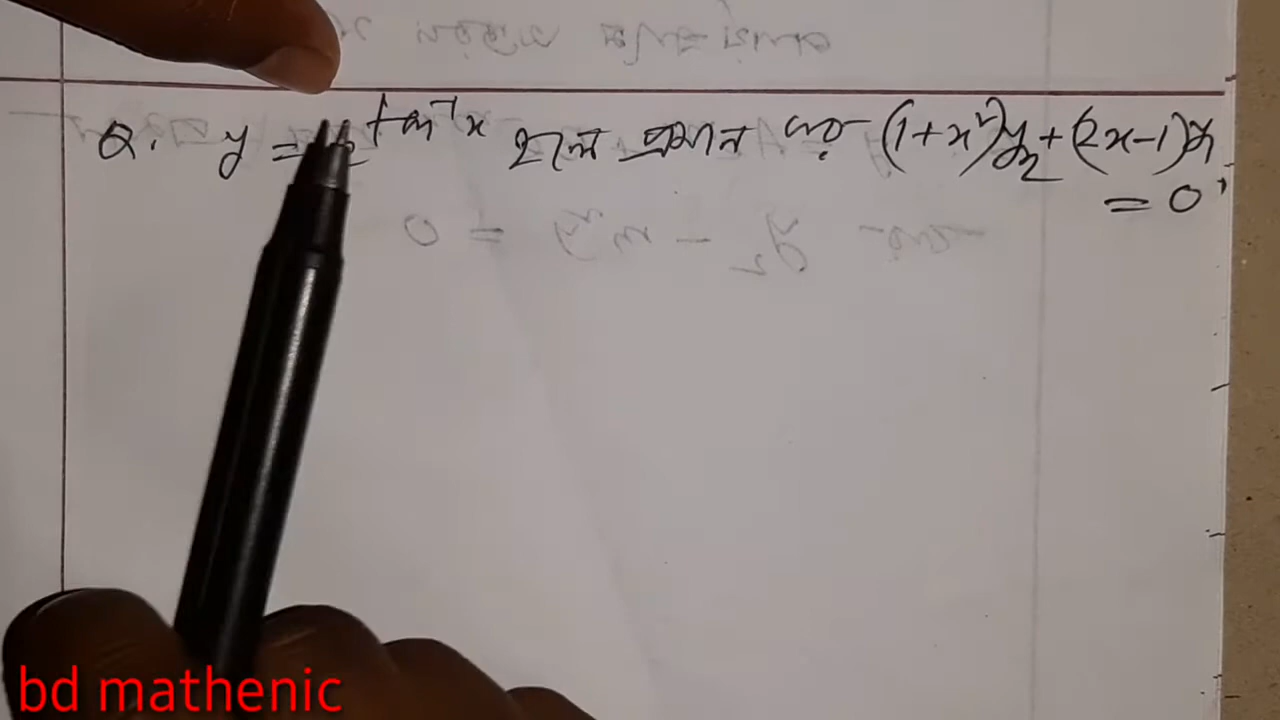 Q. y = e^tan⁻¹x হলে প্রমান কর (1+x²)y₂+(2x-1)y₁
= 0
bd mathenic